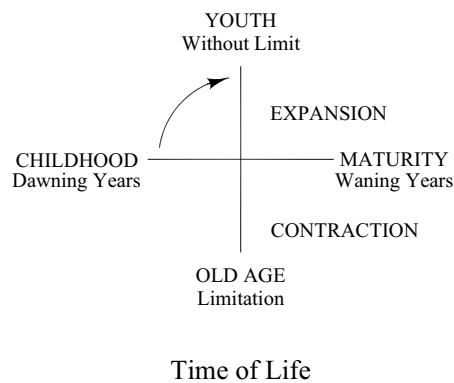 YOUTH
Without Limit
EXPANSION
CHILDHOOD
Dawning Years
MATURITY
Waning Years
CONTRACTION
OLD AGE
Limitation
Time of Life